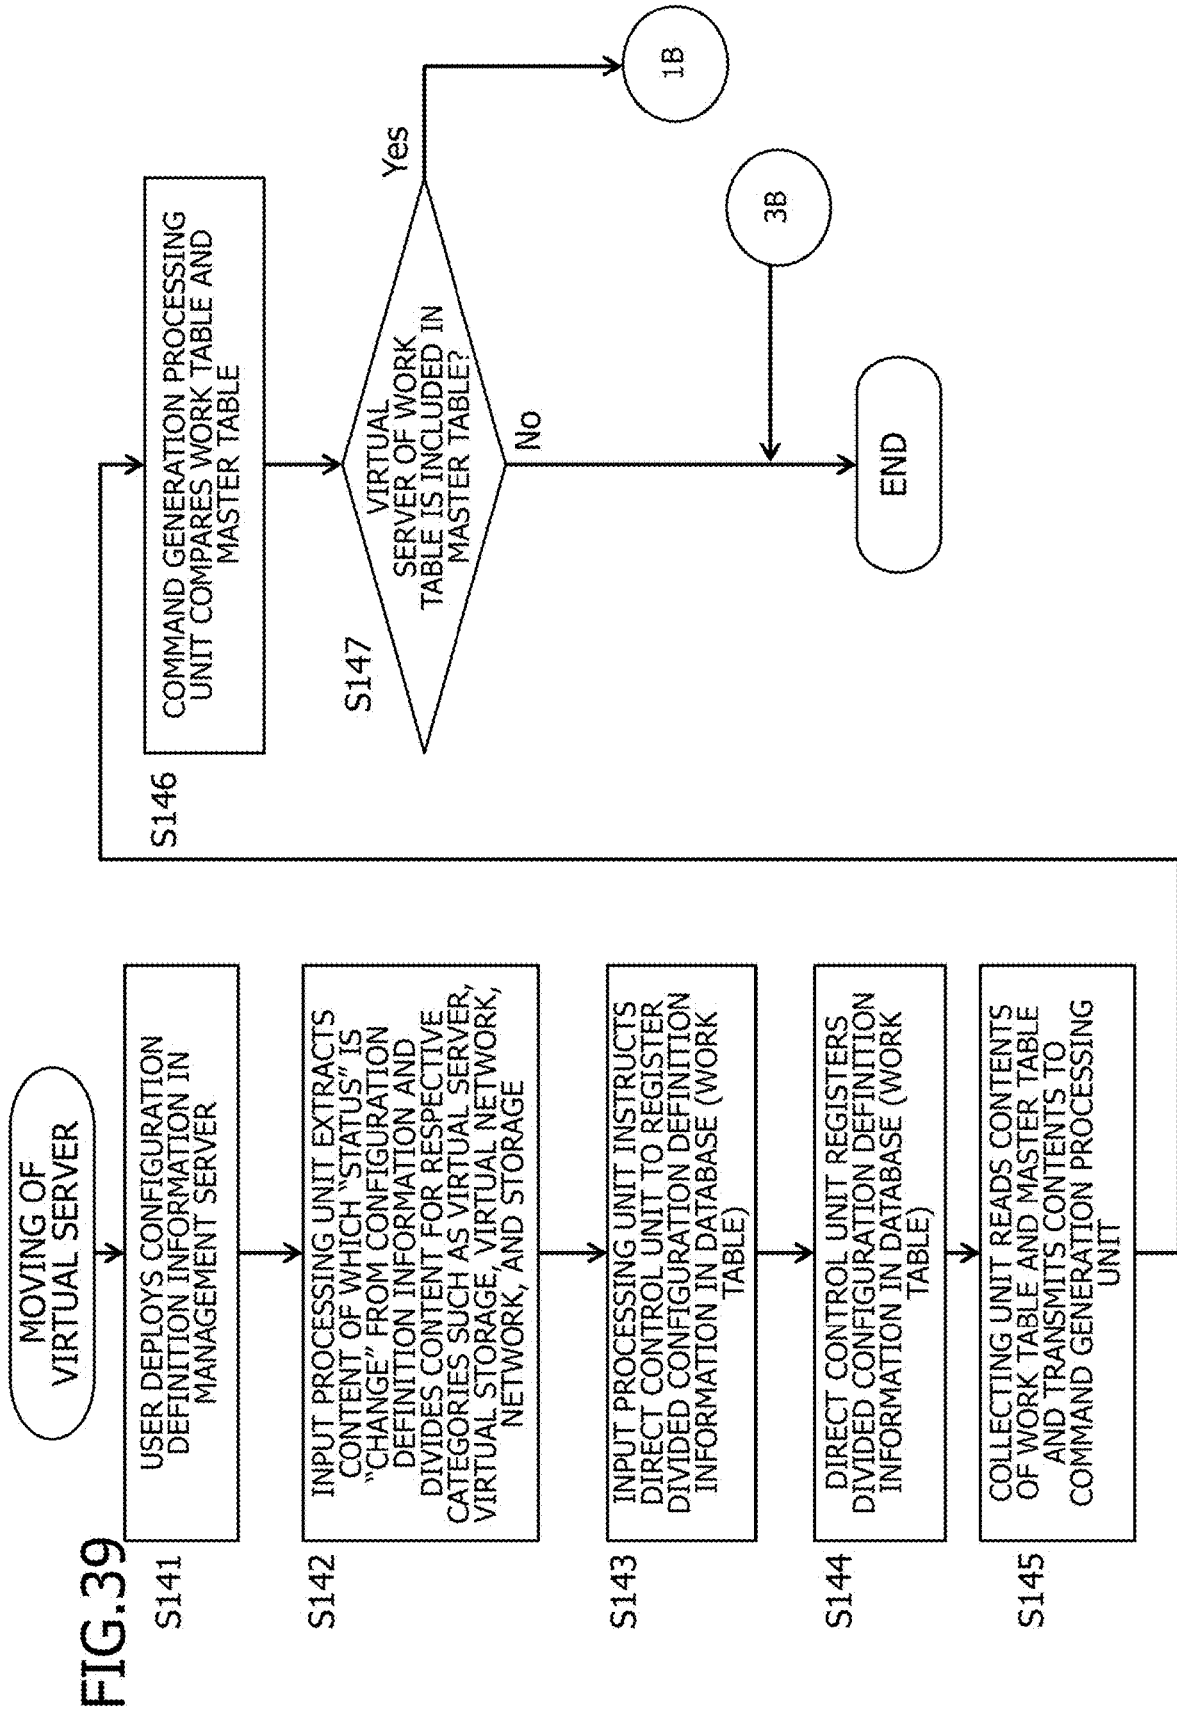 FIG.39
MOVING OF
VIRTUAL SERVER
S141
USER DEPLOYS CONFIGURATION
DEFINITION INFORMATION IN
MANAGEMENT SERVER
S142
INPUT PROCESSING UNIT EXTRACTS
CONTENT OF WHICH “STATUS” IS
“CHANGE” FROM CONFIGURATION
DEFINITION INFORMATION AND
DIVIDES CONTENT FOR RESPECTIVE
CATEGORIES SUCH AS VIRTUAL SERVER,
VIRTUAL STORAGE, VIRTUAL NETWORK,
NETWORK, AND STORAGE
S143
INPUT PROCESSING UNIT INSTRUCTS
DIRECT CONTROL UNIT TO REGISTER
DIVIDED CONFIGURATION DEFINITION
INFORMATION IN DATABASE (WORK
TABLE)
S144
DIRECT CONTROL UNIT REGISTERS
DIVIDED CONFIGURATION DEFINITION
INFORMATION IN DATABASE (WORK
TABLE)
S145
COLLECTING UNIT READS CONTENTS
OF WORK TABLE AND MASTER TABLE
AND TRANSMITS CONTENTS TO
COMMAND GENERATION PROCESSING
UNIT
S146
COMMAND GENERATION PROCESSING
UNIT COMPARES WORK TABLE AND
MASTER TABLE
S147
VIRTUAL
SERVER OF WORK
TABLE IS INCLUDED IN
MASTER TABLE?
Yes
1B
No
3B
END